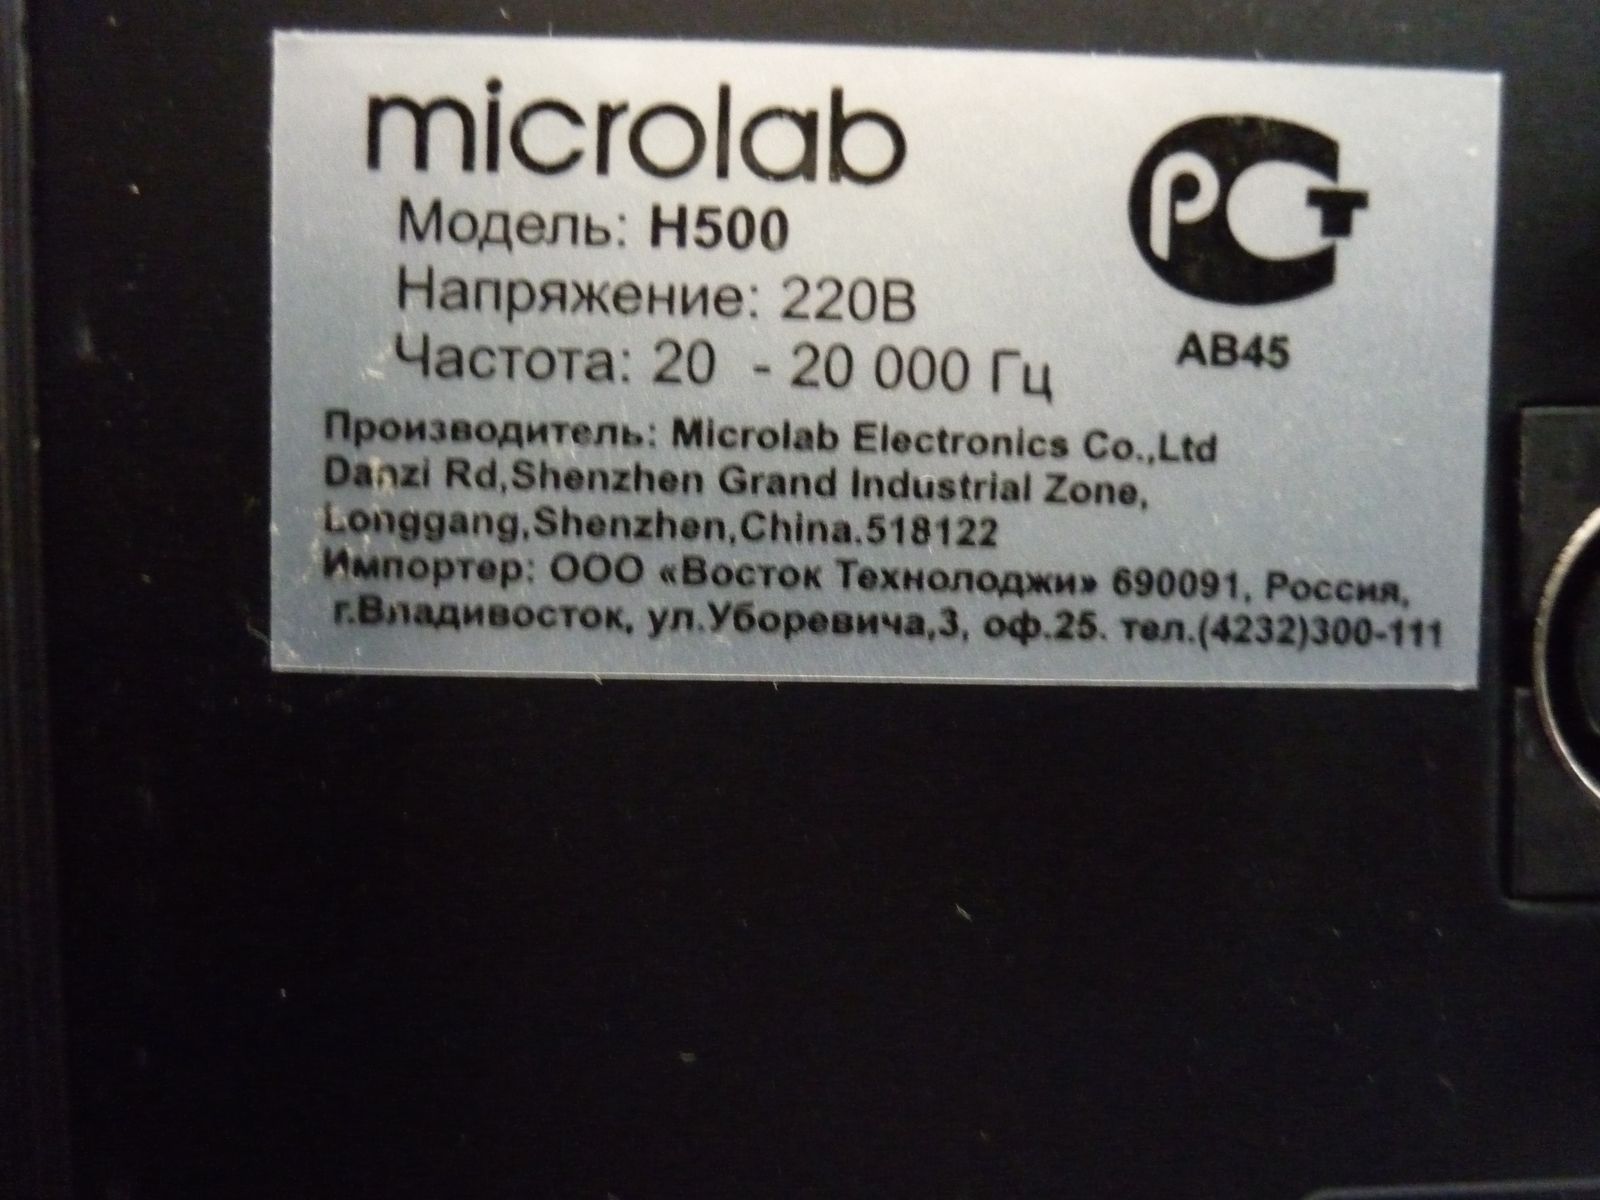 microlab
РСТ
Модель: H500
Напряжение: 220В
Частота: 20 - 20 000 Гц
АВ45
Производитель: Microlab Electronics Co.,Ltd
Danzi Rd,Shenzhen Grand Industrial Zone,
Longgang,Shenzhen,China.518122
Импортер: ООО «Восток Технолоджи» 690091, Россия,
г.Владивосток, ул.Уборевича,3, оф.25. тел.(4232)300-111